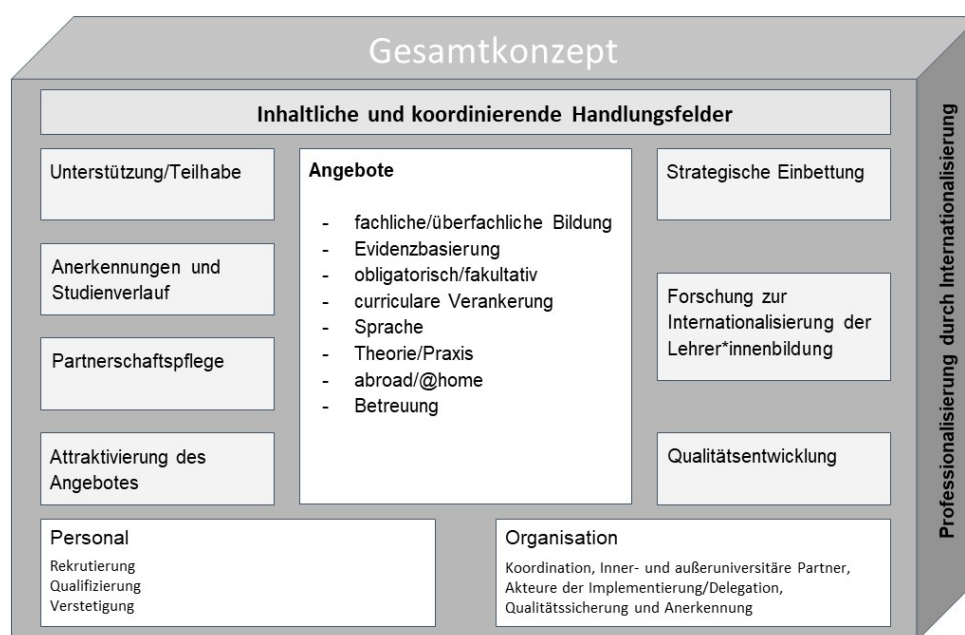 Gesamtkonzept
Inhaltliche und koordinierende Handlungsfelder
Unterstützung/Teilhabe
Anerkennungen und
Studienverlauf
Partnerschaftspflege
Attraktivierung des
Angebotes
Angebote
- fachliche/überfachliche Bildung
- Evidenzbasierung
- obligatorisch/fakultativ
- curriculare Verankerung
- Sprache
- Theorie/Praxis
- abroad/@home
- Betreuung
Strategische Einbettung
Forschung zur
Internationalisierung der
Lehrer*innenbildung
Qualitätsentwicklung
Personal
Rekrutierung
Qualifizierung
Verstetigung
Organisation
Koordination, Inner- und außeruniversitäre Partner,
Akteure der Implementierung/Delegation,
Qualitätssicherung und Anerkennung
Professionalisierung durch Internationalisierung